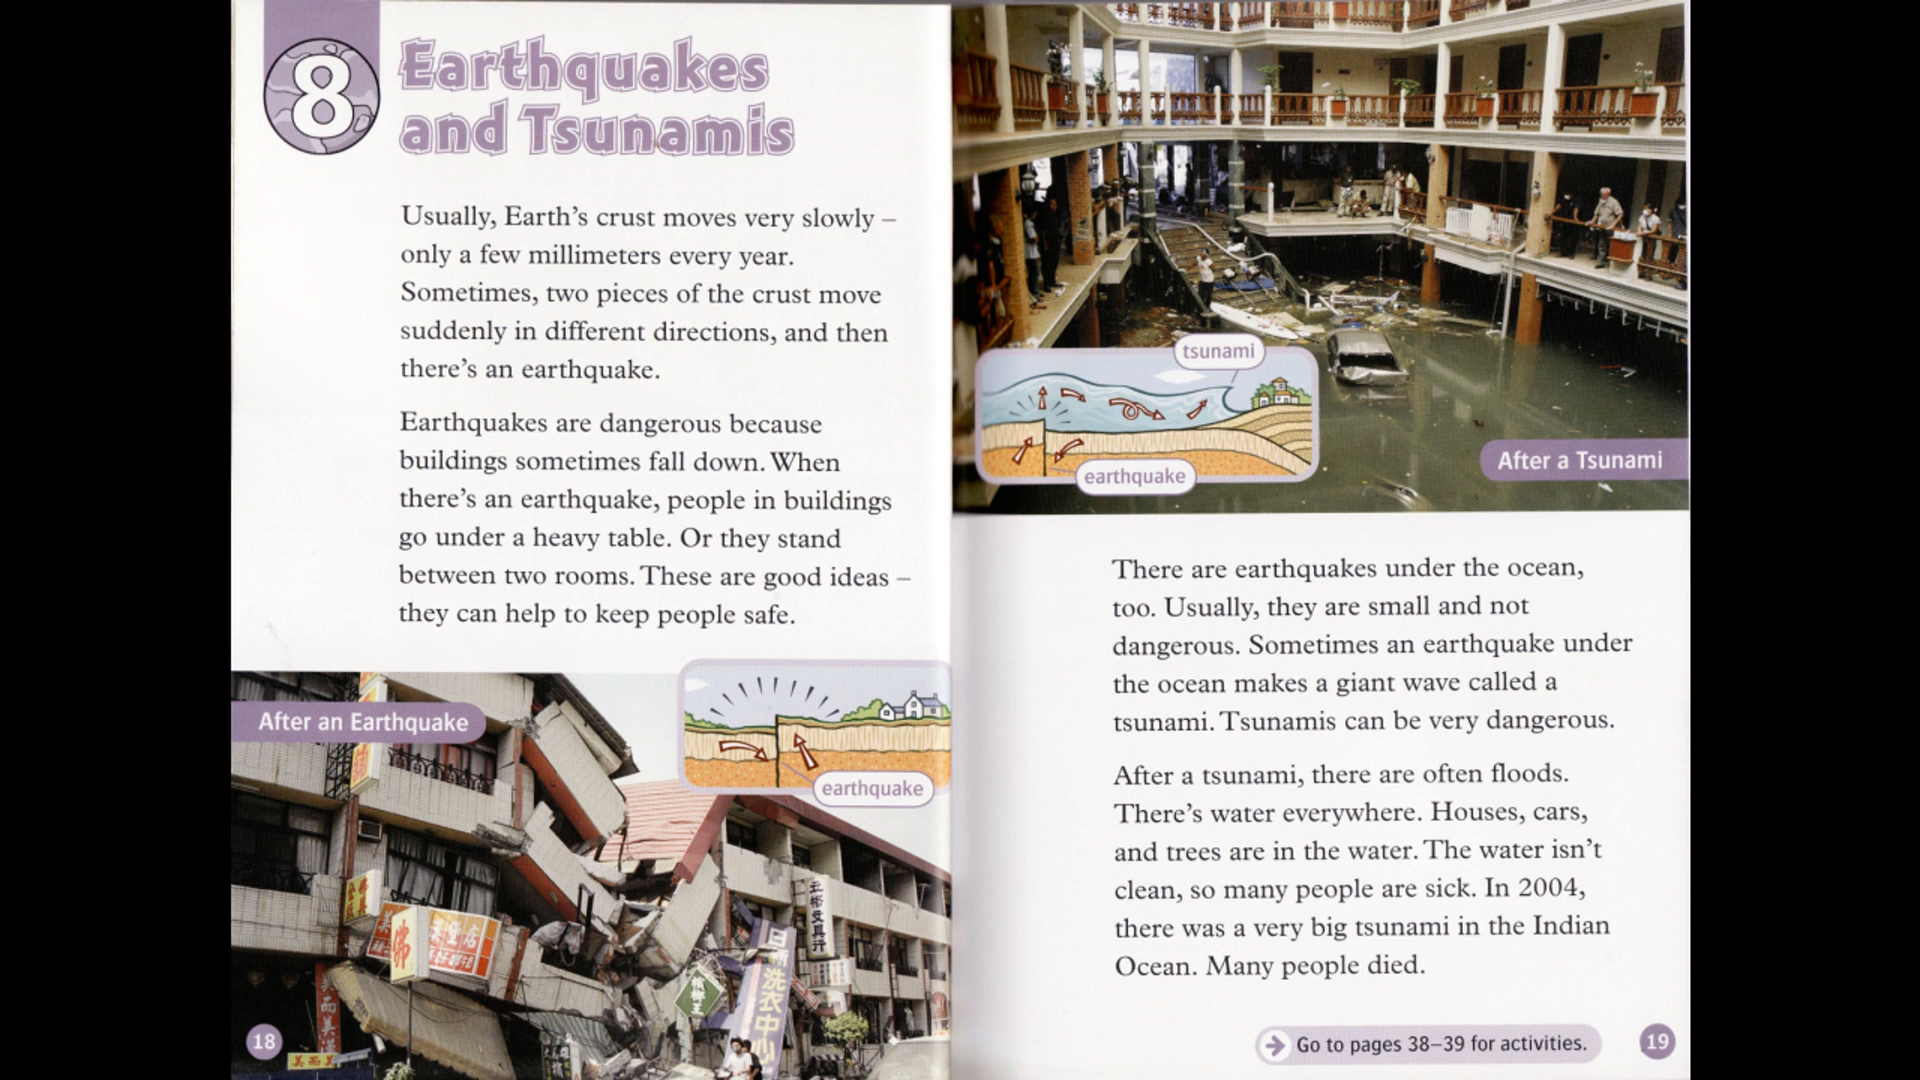 8
Earthquakes
and Tsunamis
Usually, Earth's crust moves very slowly –
only a few millimeters every year.
Sometimes, two pieces of the crust move
suddenly in different directions, and then
there's an earthquake.
Earthquakes are dangerous because
buildings sometimes fall down. When
there's an earthquake, people in buildings
go under a heavy table. Or they stand
between two rooms. These are good ideas –
they can help to keep people safe.
After an Earthquake
earthquake
佛
日
洗衣中心
18
tsunami
earthquake
After a Tsunami
There are earthquakes under the ocean,
too. Usually, they are small and not
dangerous. Sometimes an earthquake under
the ocean makes a giant wave called a
tsunami. Tsunamis can be very dangerous.
After a tsunami, there are often floods.
There's water everywhere. Houses, cars,
and trees are in the water. The water isn't
clean, so many people are sick. In 2004,
there was a very big tsunami in the Indian
Ocean. Many people died.
Go to pages 38–39 for activities.
19